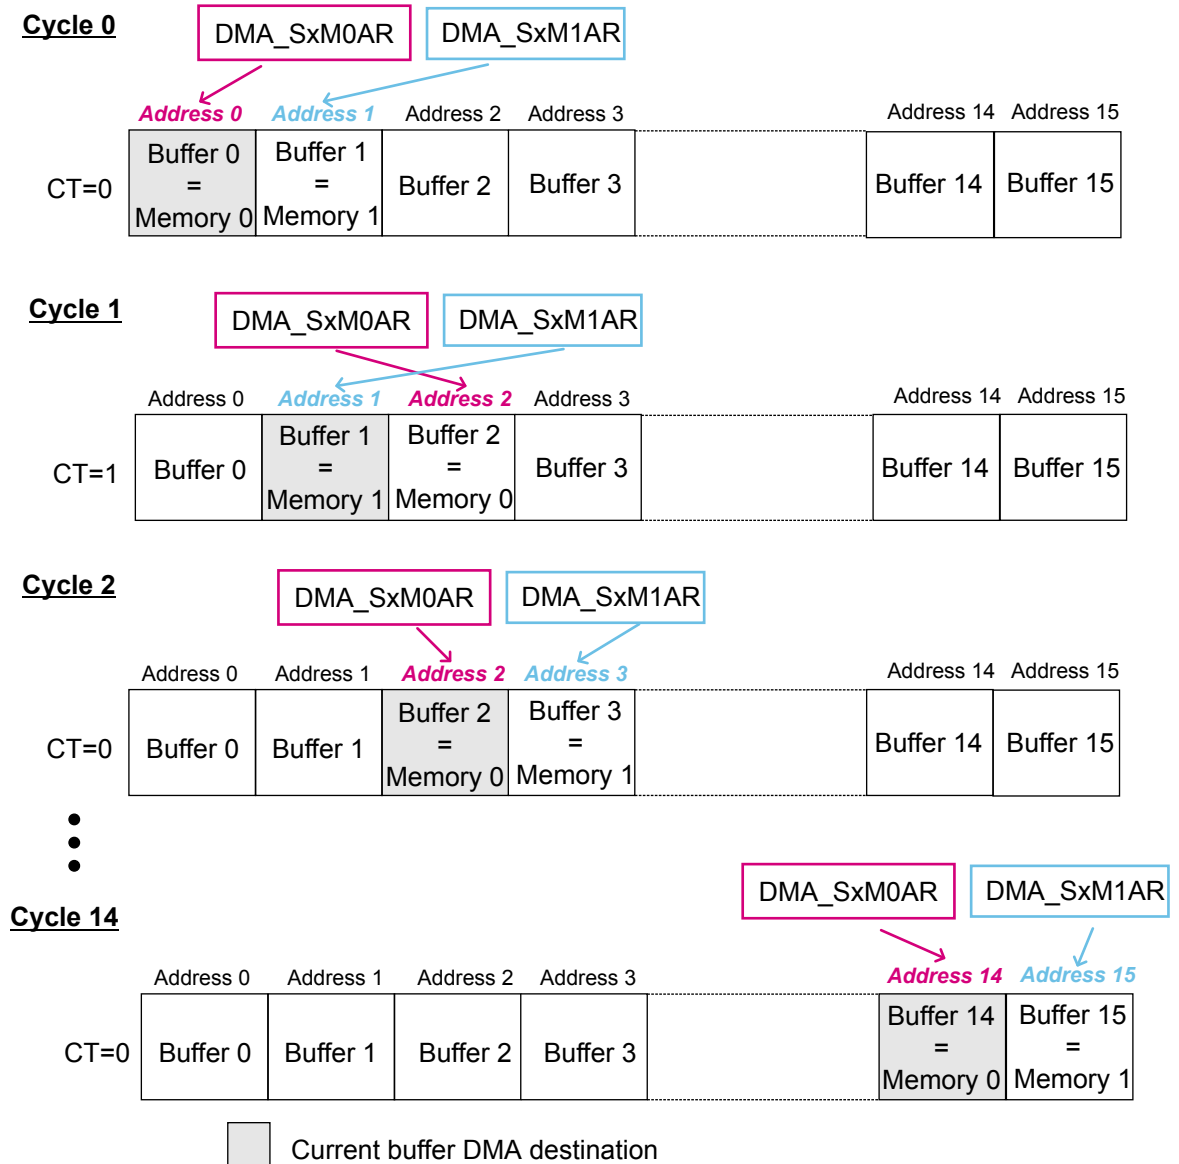 Cycle 0
DMA_SxM0AR DMA_SxM1AR
Address 0 Address 1 Address 2 Address 3 Address 14 Address 15
CT=0
Buffer 0
=
Memory 0
Buffer 1
=
Memory 1
Buffer 2
Buffer 3
Buffer 14
Buffer 15
Cycle 1
DMA_SxM0AR DMA_SxM1AR
Address 0 Address 1 Address 2 Address 3 Address 14 Address 15
CT=1
Buffer 0
Buffer 1
=
Memory 1
Buffer 2
=
Memory 0
Buffer 3
Buffer 14
Buffer 15
Cycle 2
DMA_SxM0AR DMA_SxM1AR
Address 0 Address 1 Address 2 Address 3 Address 14 Address 15
CT=0
Buffer 0
Buffer 1
Buffer 2
=
Memory 0
Buffer 3
=
Memory 1
Buffer 14
Buffer 15
Cycle 14
DMA_SxM0AR DMA_SxM1AR
Address 0 Address 1 Address 2 Address 3 Address 14 Address 15
CT=0
Buffer 0
Buffer 1
Buffer 2
Buffer 3
Buffer 14
=
Memory 0
Buffer 15
=
Memory 1
Current buffer DMA destination